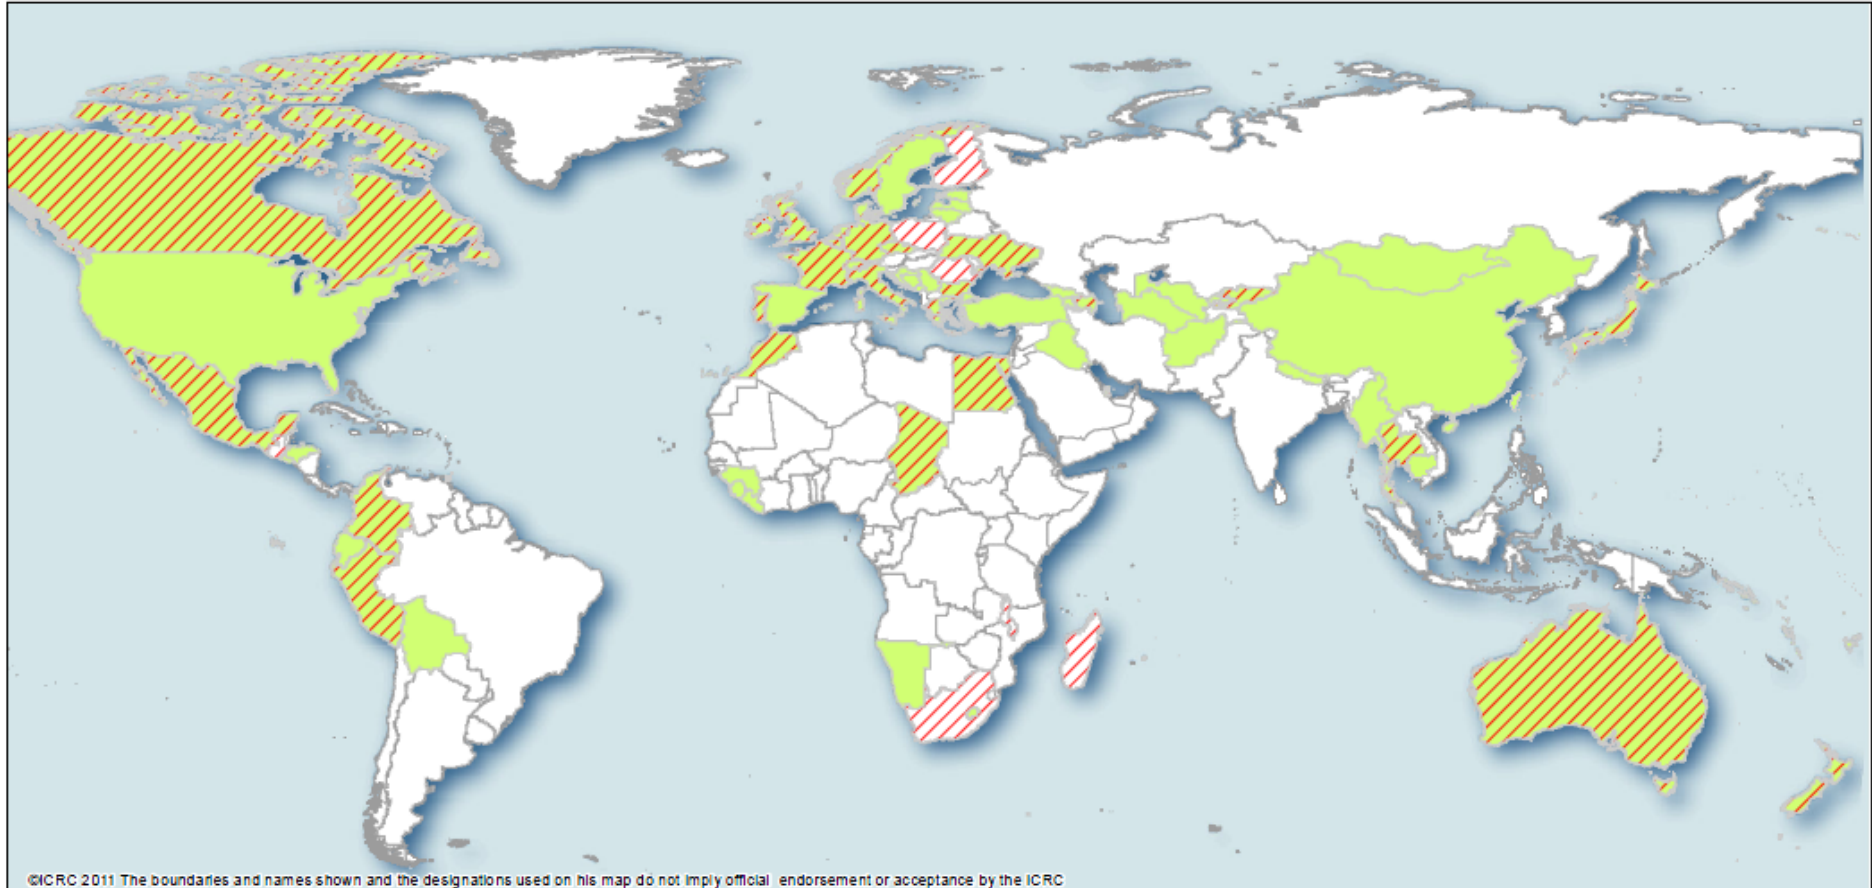 ©ICRC 2011 The boundaries and names shown and the designations used on his map do not imply official endorsement or acceptance by the ICRC